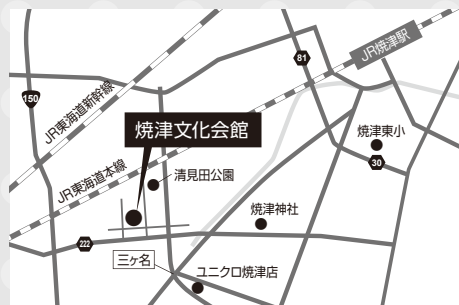 JR焼津駅
81
150
JR東海道新幹線
焼津文化会館
焼津東小
30
JR東海道本線
清見田公園
焼津神社
222
三ヶ名
ユニクロ焼津店